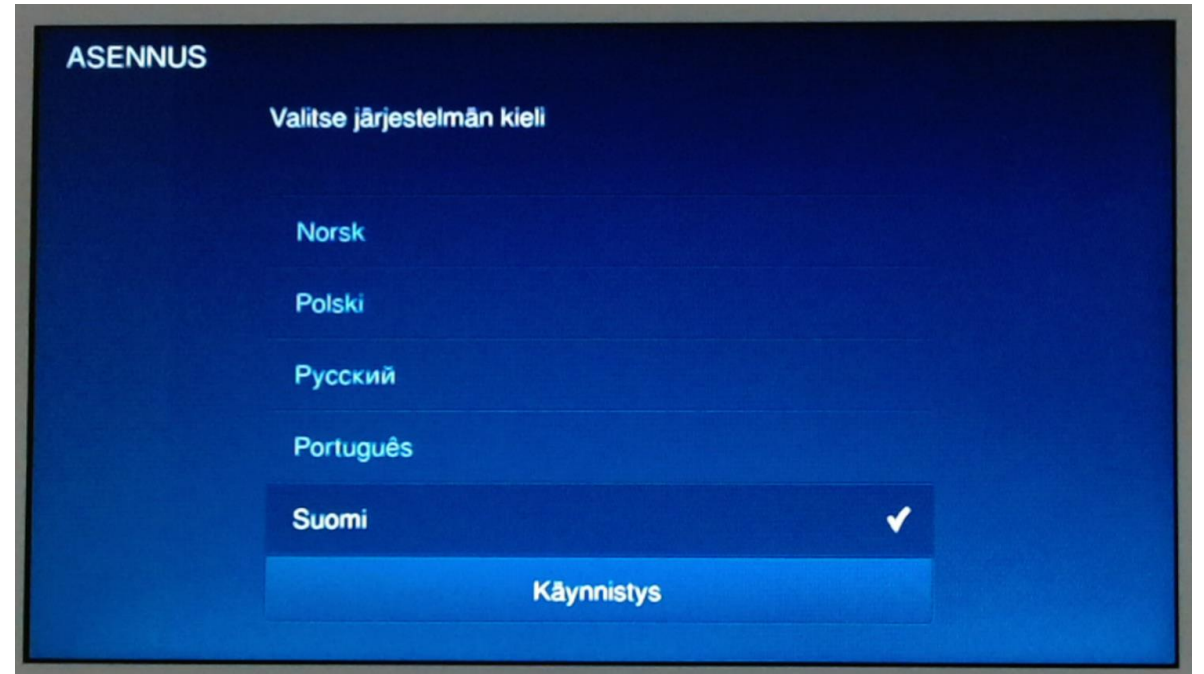 ASENNUS
Valitse järjestelmän kieli
Norsk
Polski
Русский
Português
Suomi
Käynnistys